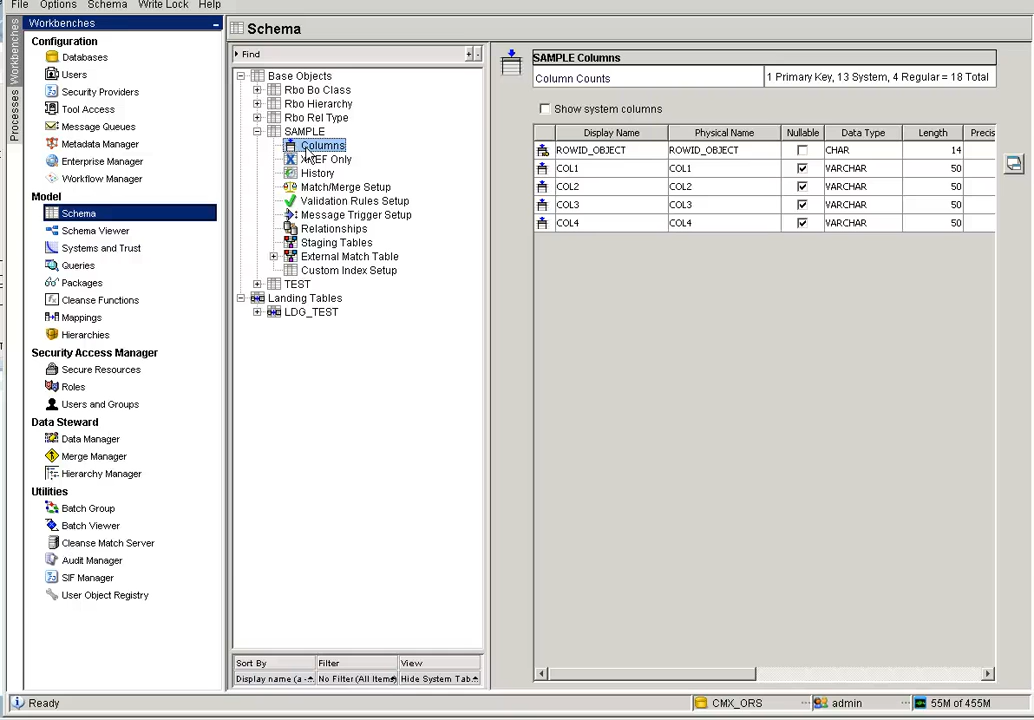 File Options Schema Write Lock Help
Workbenches
Processes
Workbenches
Configuration
Databases
Users
Security Providers
Tool Access
Message Queues
Metadata Manager
Enterprise Manager
Workflow Manager
Model
Schema
Schema Viewer
Systems and Trust
Queries
Packages
Cleanse Functions
Mappings
Hierarchies
Security Access Manager
Secure Resources
Roles
Users and Groups
Data Steward
Data Manager
Merge Manager
Hierarchy Manager
Utilities
Batch Group
Batch Viewer
Cleanse Match Server
Audit Manager
SIF Manager
User Object Registry
Schema
Find
Base Objects
Rbo Bo Class
Rbo Hierarchy
Rbo Rel Type
SAMPLE
Columns
XREF Only
History
Match/Merge Setup
Validation Rules Setup
Message Trigger Setup
Relationships
Staging Tables
External Match Table
Custom Index Setup
TEST
Landing Tables
LDG_TEST
Sort By Filter View
Display name (a - No Filter (All Items) Hide System Tab..
SAMPLE Columns
Column Counts 1 Primary Key, 13 System, 4 Regular = 18 Total
Show system columns
Display Name Physical Name Nullable Data Type Length Precis
ROWID_OBJECT ROWID_OBJECT CHAR 14
COL1 COL1 VARCHAR 50
COL2 COL2 VARCHAR 50
COL3 COL3 VARCHAR 50
COL4 COL4 VARCHAR 50
Ready CMX_ORS admin 55M of 455M